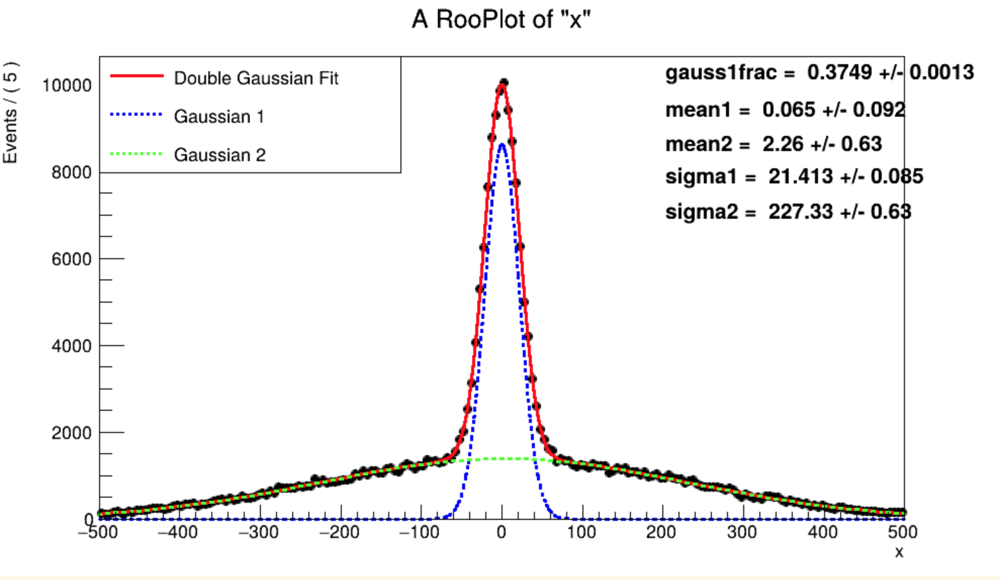 A RooPlot of "x"
Events / ( 5 )
Double Gaussian Fit
Gaussian 1
Gaussian 2
gauss1frac = 0.3749 +/- 0.0013
mean1 = 0.065 +/- 0.092
mean2 = 2.26 +/- 0.63
sigma1 = 21.413 +/- 0.085
sigma2 = 227.33 +/- 0.63
10000
8000
6000
4000
2000
0
−500 −400 −300 −200 −100 0 100 200 300 400 500
x